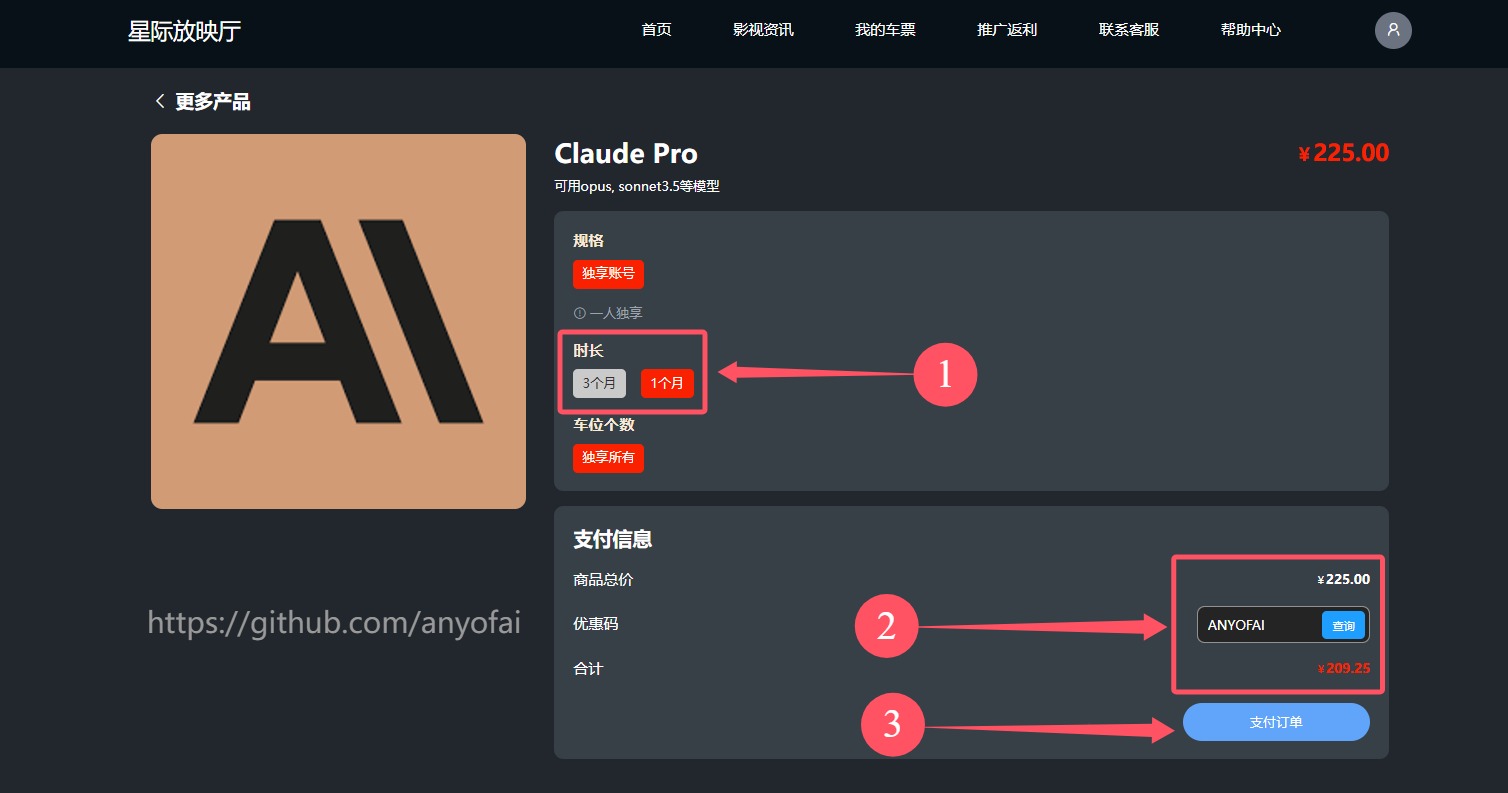 星际放映厅 首页 影视资讯 我的车票 推广返利 联系客服 帮助中心
更多产品
AI
Claude Pro ¥225.00
可用opus, sonnet3.5等模型
规格
独享账号
一人独享
时长
3个月 1个月
1
车位个数
独享所有
支付信息
商品总价 ¥225.00
https://github.com/anyofai
优惠码 2 ANYOFAI 查询
合计 ¥209.25
3 支付订单